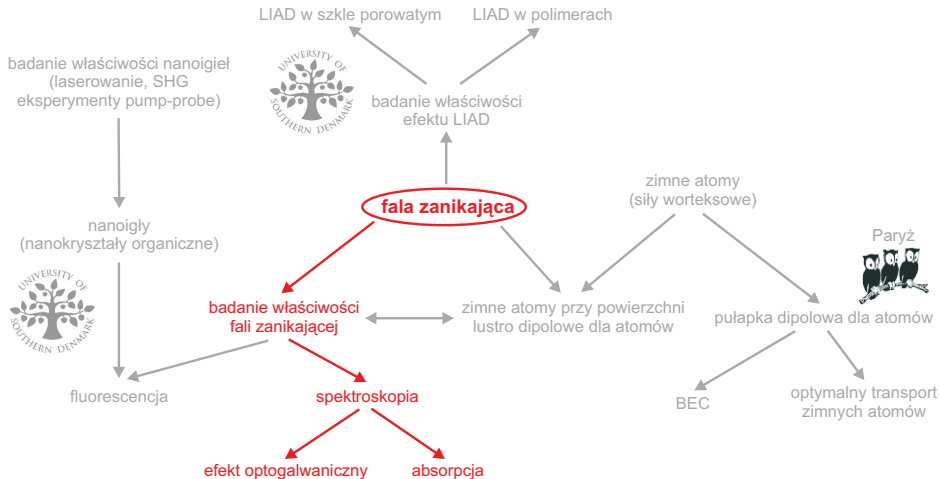 LIAD w szkle porowatym
LIAD w polimerach
badanie właściwości nanoigieł
(laserowanie, SHG
eksperymenty pump-probe)
UNIVERSITY OF
SOUTHERN DENMARK
badanie właściwości
efektu LIAD
fala zanikająca
zimne atomy
(siły worteksowe)
nanoigły
(nanokryształy organiczne)
Paryż
UNIVERSITY OF
SOUTHERN DENMARK
badanie właściwości
fali zanikającej
zimne atomy przy powierzchni
lustro dipolowe dla atomów
pułapka dipolowa dla atomów
fluorescencja
spektroskopia
BEC
optymalny transport
zimnych atomów
efekt optogalwaniczny
absorpcja